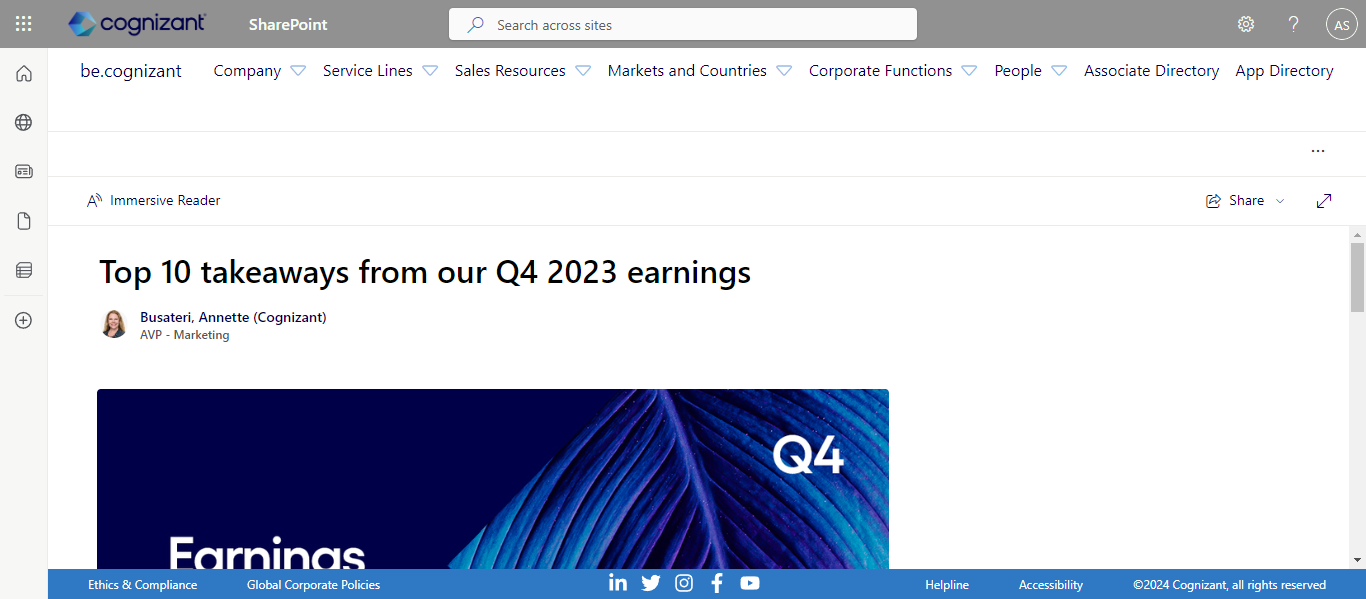 cognizant SharePoint Search across sites ? AS
be.cognizant Company Service Lines Sales Resources Markets and Countries Corporate Functions People Associate Directory App Directory
...
Immersive Reader Share
Top 10 takeaways from our Q4 2023 earnings
Busateri, Annette (Cognizant)
AVP - Marketing
Q4
Earnings
Ethics & Compliance Global Corporate Policies Helpline Accessibility ©2024 Cognizant, all rights reserved